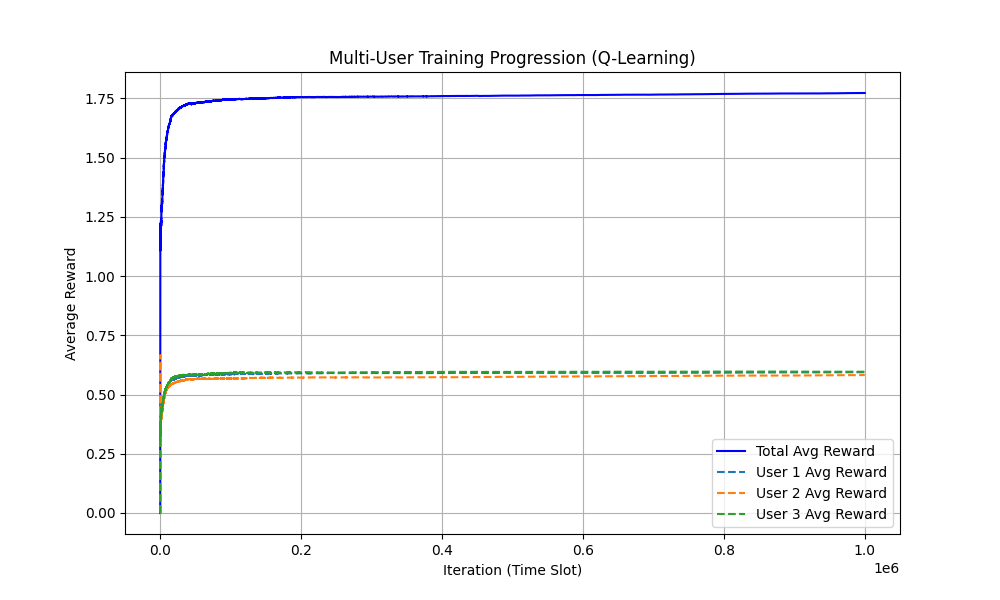 Multi-User Training Progression (Q-Learning)
Average Reward
1.75
1.50
1.25
1.00
0.75
0.50
0.25
0.00
Total Avg Reward
User 1 Avg Reward
User 2 Avg Reward
User 3 Avg Reward
0.0 0.2 0.4 0.6 0.8 1.0
1e6
Iteration (Time Slot)